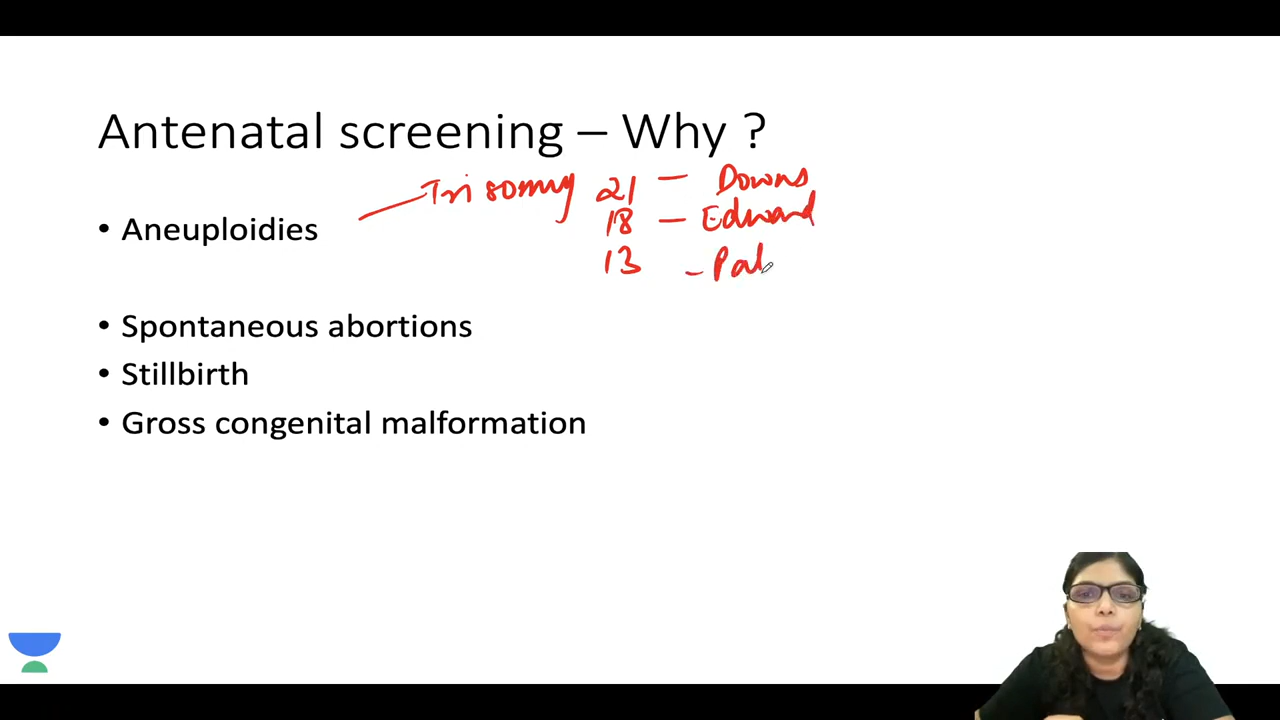 Antenatal screening – Why ?
Trisomy 21 – Downs
18 – Edward
13 – Pat
• Aneuploidies
• Spontaneous abortions
• Stillbirth
• Gross congenital malformation